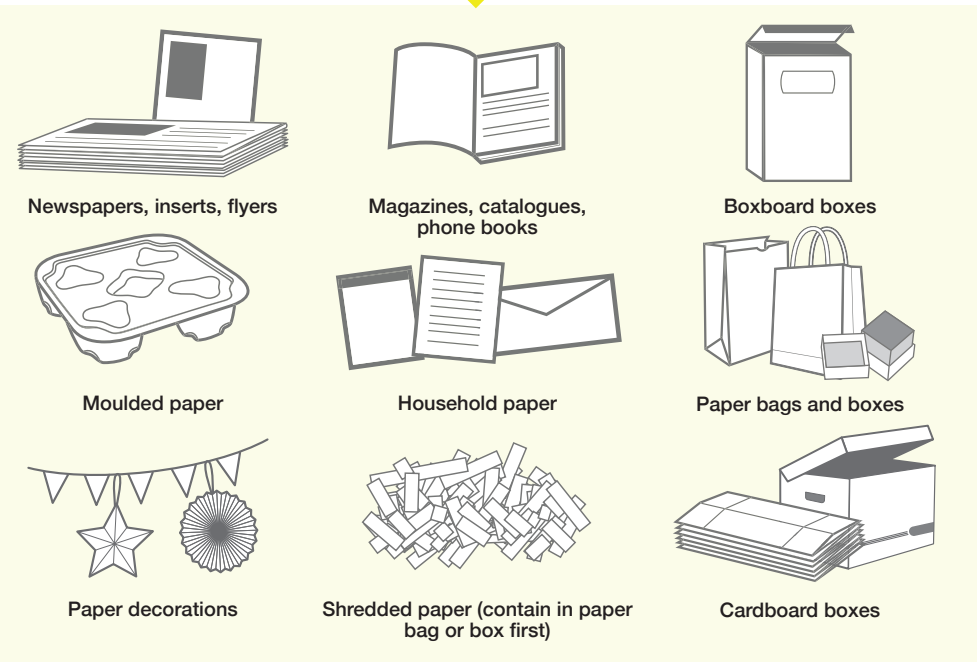 Newspapers, inserts, flyers
Magazines, catalogues,
phone books
Boxboard boxes
Moulded paper
Household paper
Paper bags and boxes
Paper decorations
Shredded paper (contain in paper
bag or box first)
Cardboard boxes